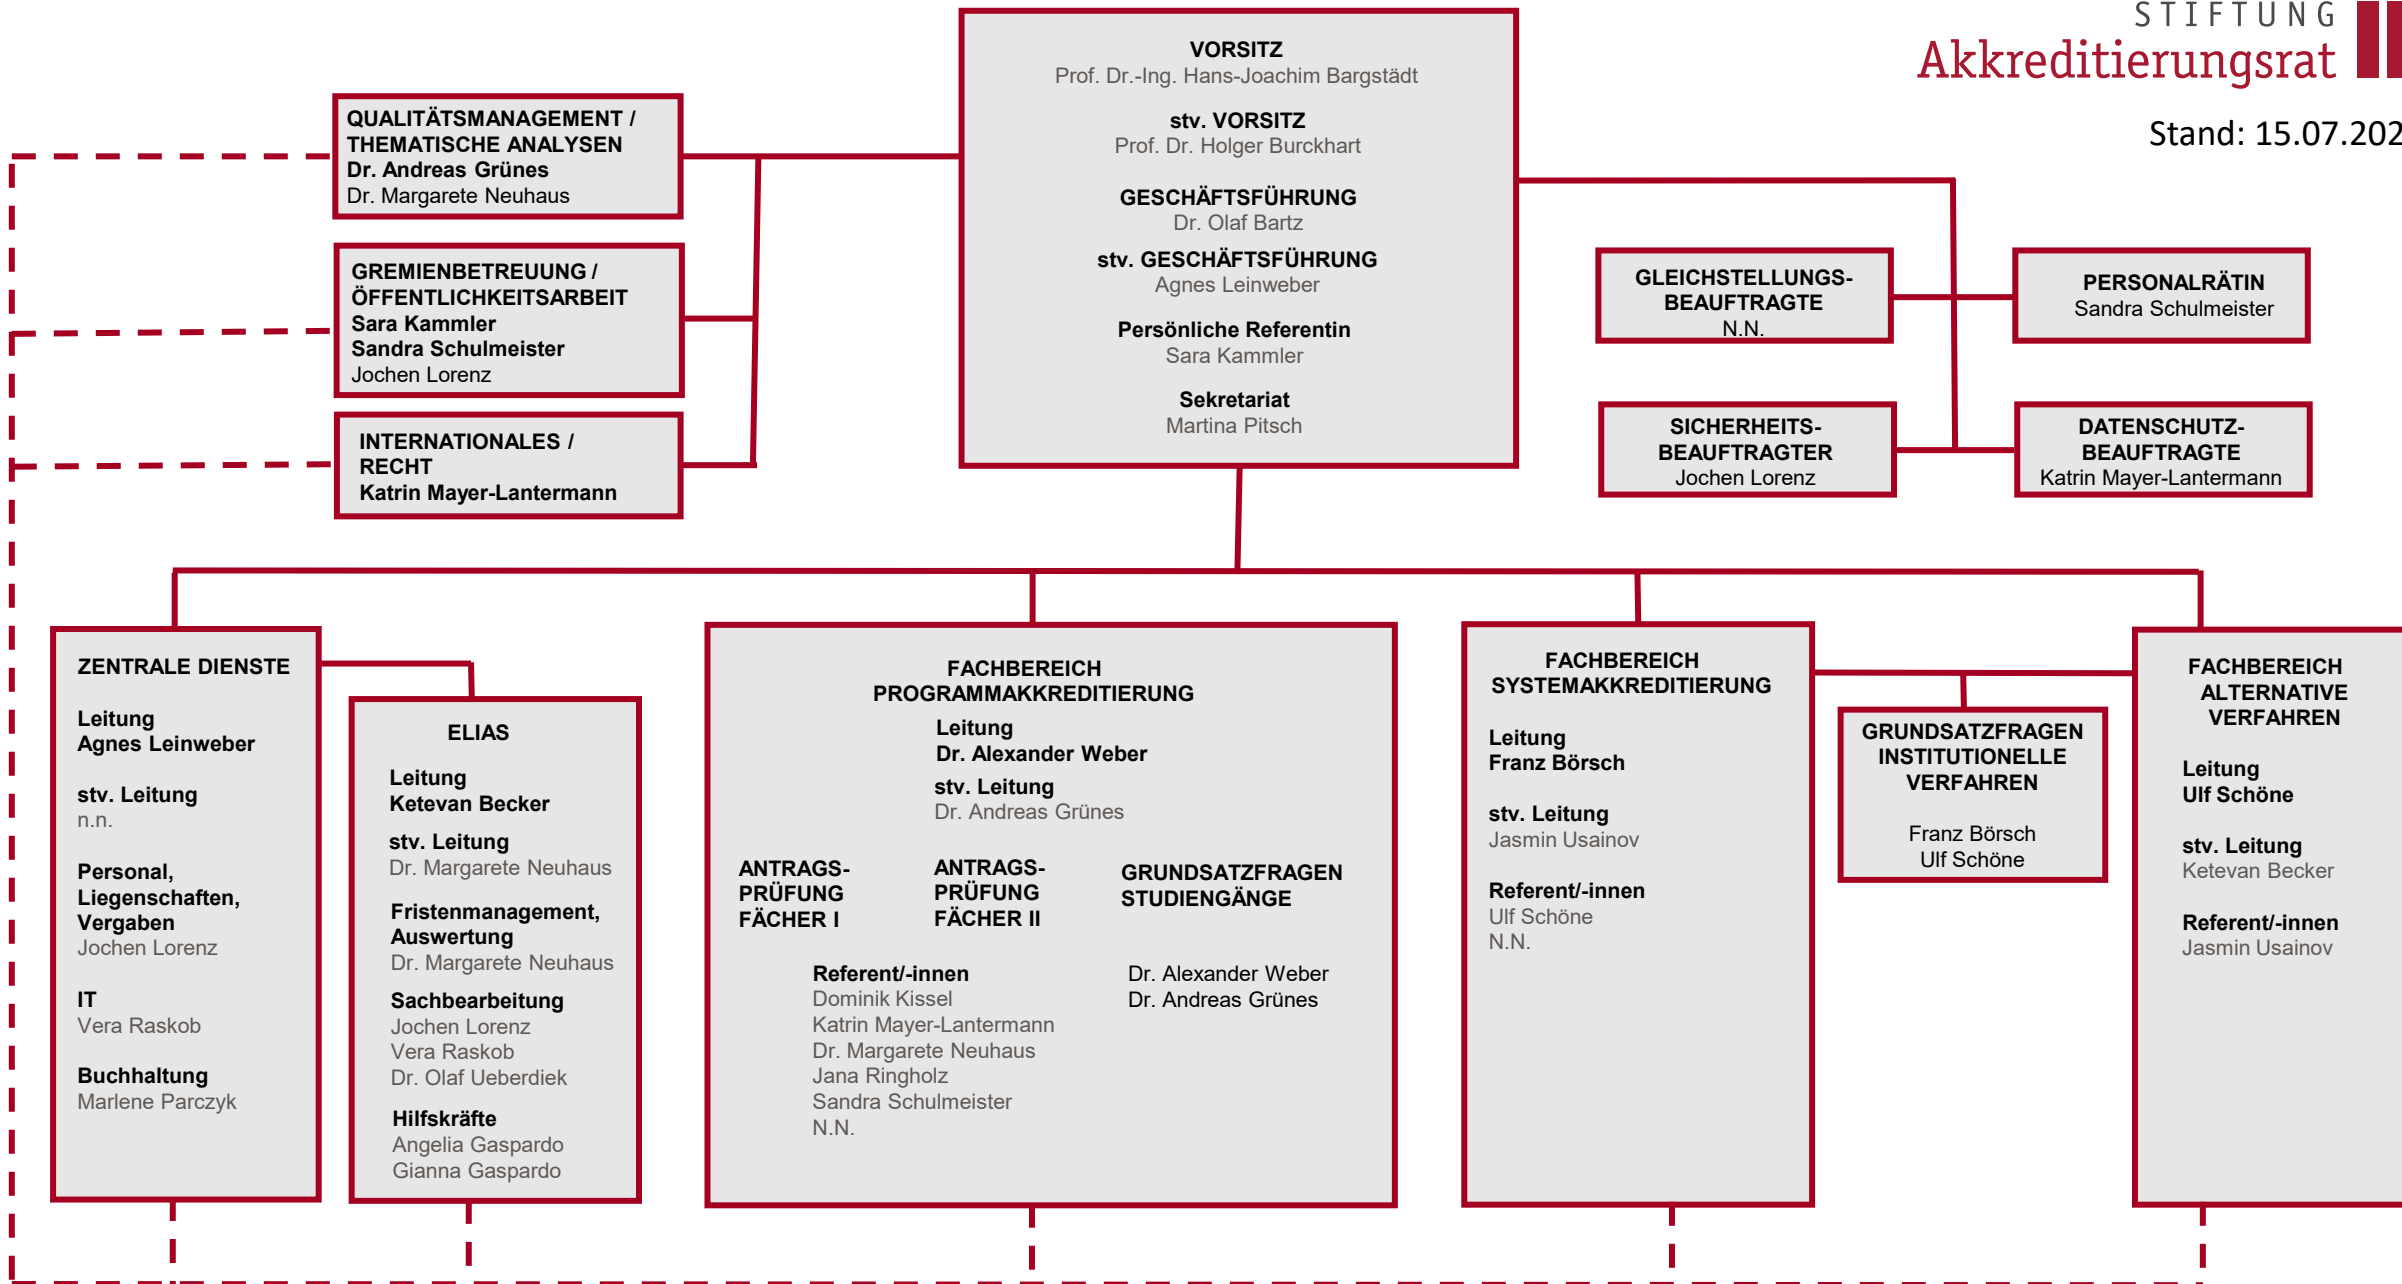 STIFTUNG
Akkreditierungsrat
Stand: 15.07.202
VORSITZ
Prof. Dr.-Ing. Hans-Joachim Bargstädt
stv. VORSITZ
Prof. Dr. Holger Burckhart
GESCHÄFTSFÜHRUNG
Dr. Olaf Bartz
stv. GESCHÄFTSFÜHRUNG
Agnes Leinweber
Persönliche Referentin
Sara Kammler
Sekretariat
Martina Pitsch
QUALITÄTSMANAGEMENT /
THEMATISCHE ANALYSEN
Dr. Andreas Grünes
Dr. Margarete Neuhaus
GREMIENBETREUUNG /
ÖFFENTLICHKEITSARBEIT
Sara Kammler
Sandra Schulmeister
Jochen Lorenz
INTERNATIONALES /
RECHT
Katrin Mayer-Lantermann
GLEICHSTELLUNGS-
BEAUFTRAGTE
N.N.
PERSONALRÄTIN
Sandra Schulmeister
SICHERHEITS-
BEAUFTRAGTER
Jochen Lorenz
DATENSCHUTZ-
BEAUFTRAGTE
Katrin Mayer-Lantermann
ZENTRALE DIENSTE
Leitung
Agnes Leinweber
stv. Leitung
n.n.
Personal,
Liegenschaften,
Vergaben
Jochen Lorenz
IT
Vera Raskob
Buchhaltung
Marlene Parczyk
ELIAS
Leitung
Ketevan Becker
stv. Leitung
Dr. Margarete Neuhaus
Fristenmanagement,
Auswertung
Dr. Margarete Neuhaus
Sachbearbeitung
Jochen Lorenz
Vera Raskob
Dr. Olaf Ueberdiek
Hilfskräfte
Angelia Gaspardo
Gianna Gaspardo
FACHBEREICH
PROGRAMMAKKREDITIERUNG
Leitung
Dr. Alexander Weber
stv. Leitung
Dr. Andreas Grünes
ANTRAGS-
PRÜFUNG
FÄCHER I
ANTRAGS-
PRÜFUNG
FÄCHER II
Referent/-innen
Dominik Kissel
Katrin Mayer-Lantermann
Dr. Margarete Neuhaus
Jana Ringholz
Sandra Schulmeister
N.N.
GRUNDSATZFRAGEN
STUDIENGÄNGE
Dr. Alexander Weber
Dr. Andreas Grünes
FACHBEREICH
SYSTEMAKKREDITIERUNG
Leitung
Franz Börsch
stv. Leitung
Jasmin Usainov
Referent/-innen
Ulf Schöne
N.N.
GRUNDSATZFRAGEN
INSTITUTIONELLE
VERFAHREN
Franz Börsch
Ulf Schöne
FACHBEREICH
ALTERNATIVE
VERFAHREN
Leitung
Ulf Schöne
stv. Leitung
Ketevan Becker
Referent/-innen
Jasmin Usainov